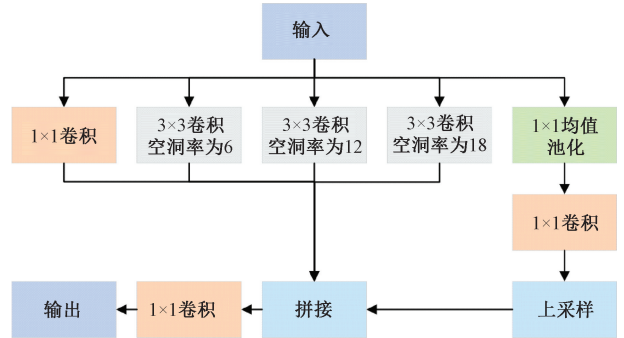 输入
1×1卷积
3×3卷积
空洞率为6
3×3卷积
空洞率为12
3×3卷积
空洞率为18
1×1均值
池化
1×1卷积
输出
1×1卷积
拼接
上采样